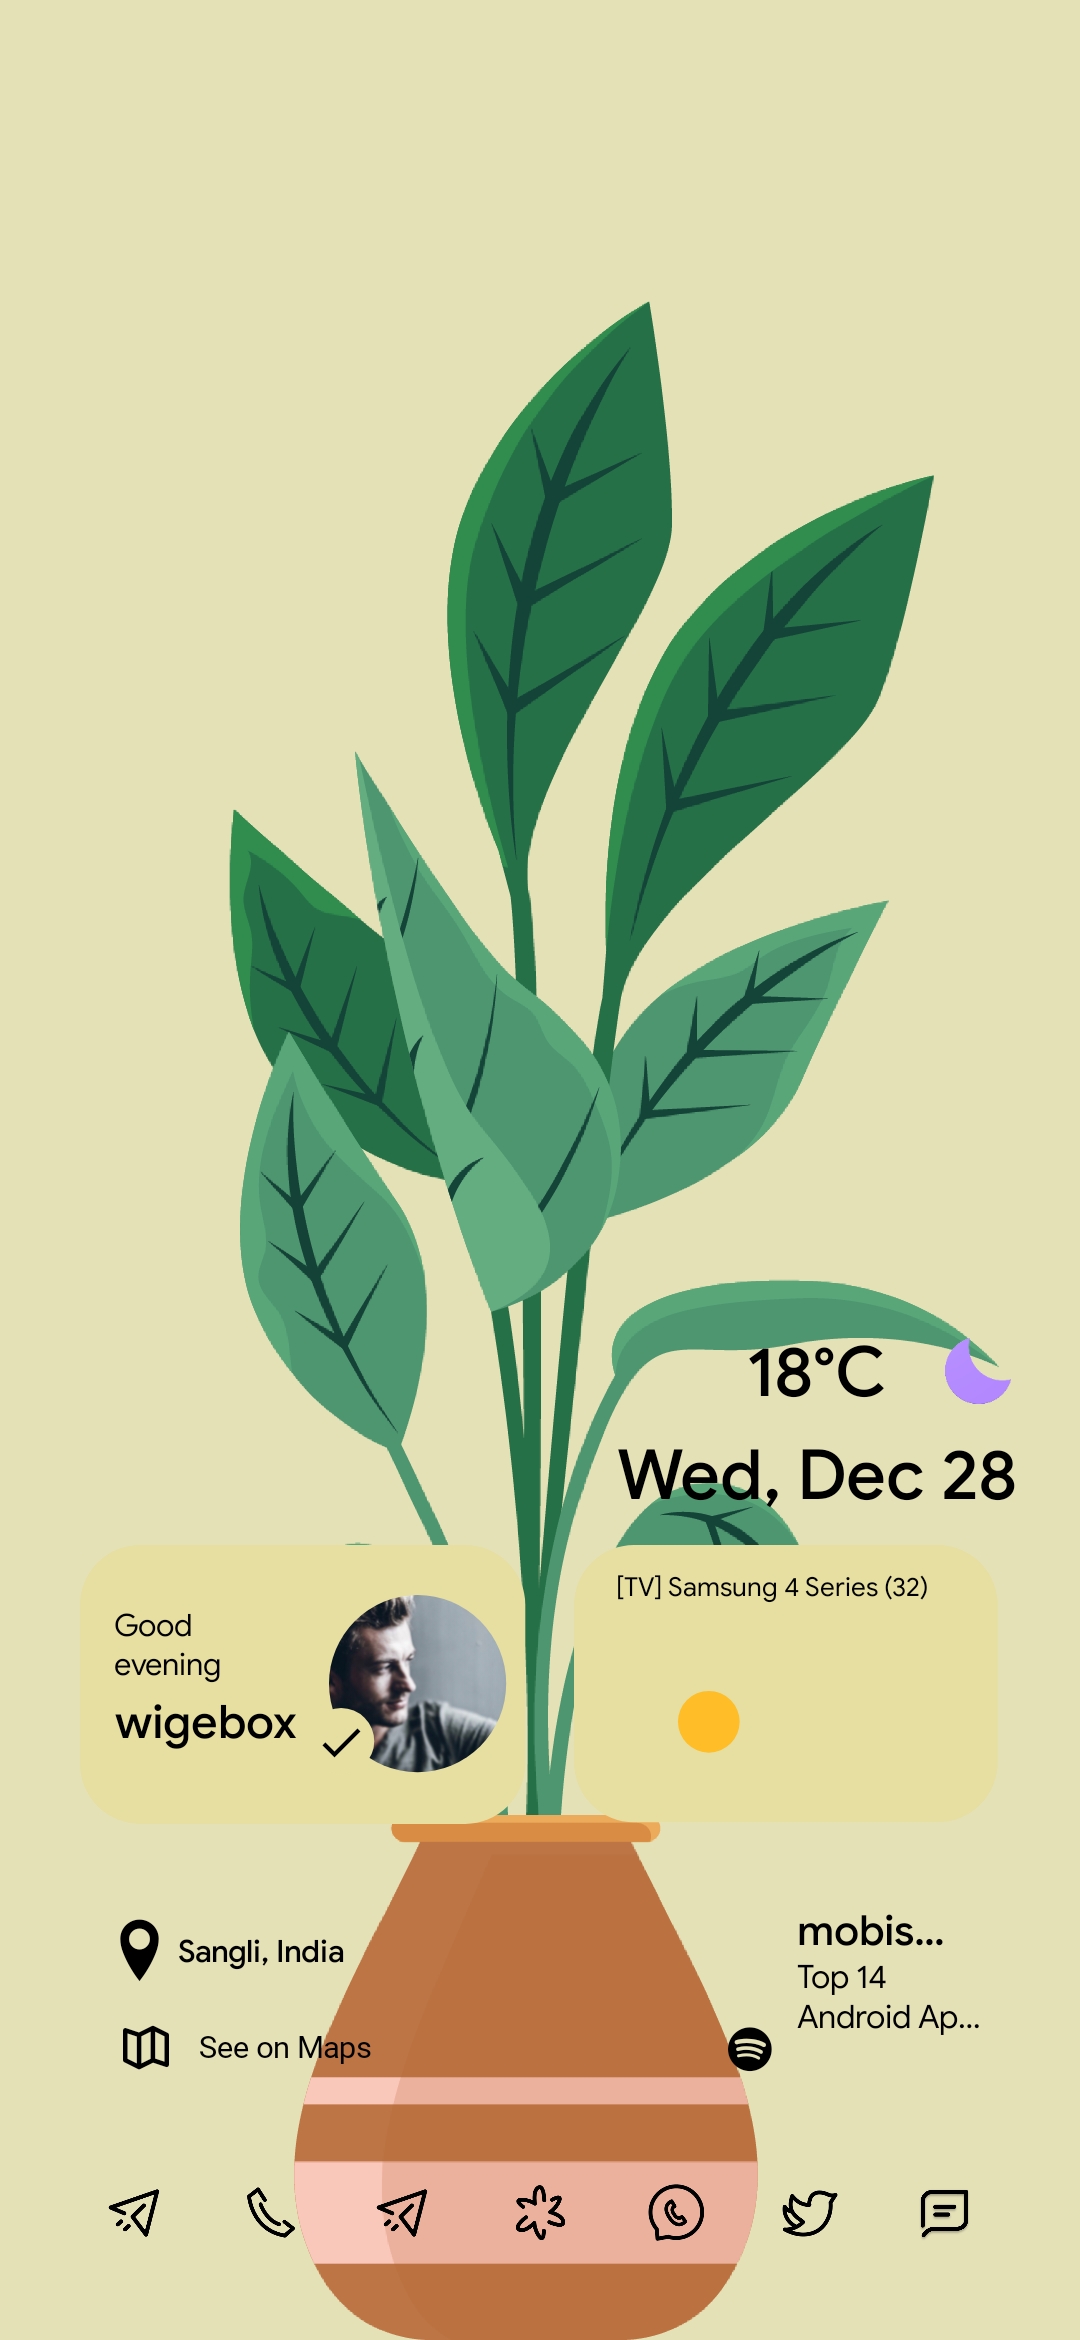 18°C
Wed, Dec 28
[TV] Samsung 4 Series (32)
Good
evening
wigebox
Sangli, India
See on Maps
mobis...
Top 14
Android Ap...